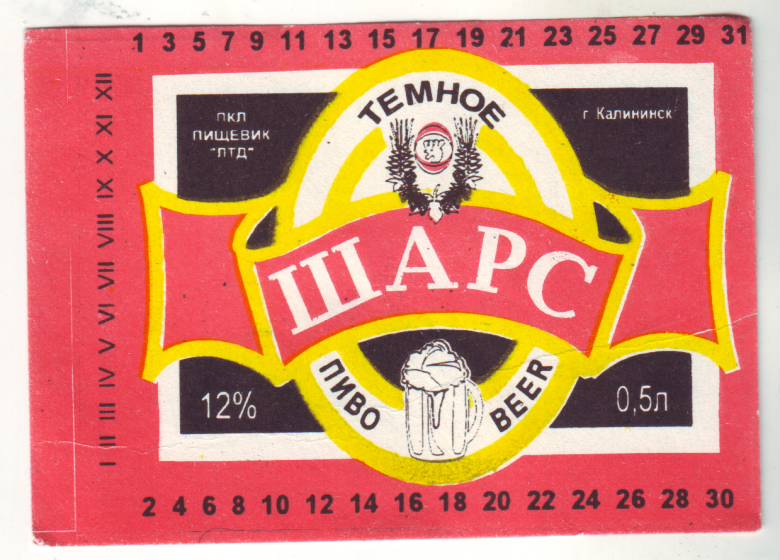 1 3 5 7 9 11 13 15 17 19 21 23 25 27 29 31
I II III IV V VI VII VIII IX X XI XII
ПКЛ
ПИЩЕВИК
"ЛТД"
г. Калининск
ТЕМНОЕ
ШАРС
ПИВО
BEER
12%
0,5л
2 4 6 8 10 12 14 16 18 20 22 24 26 28 30